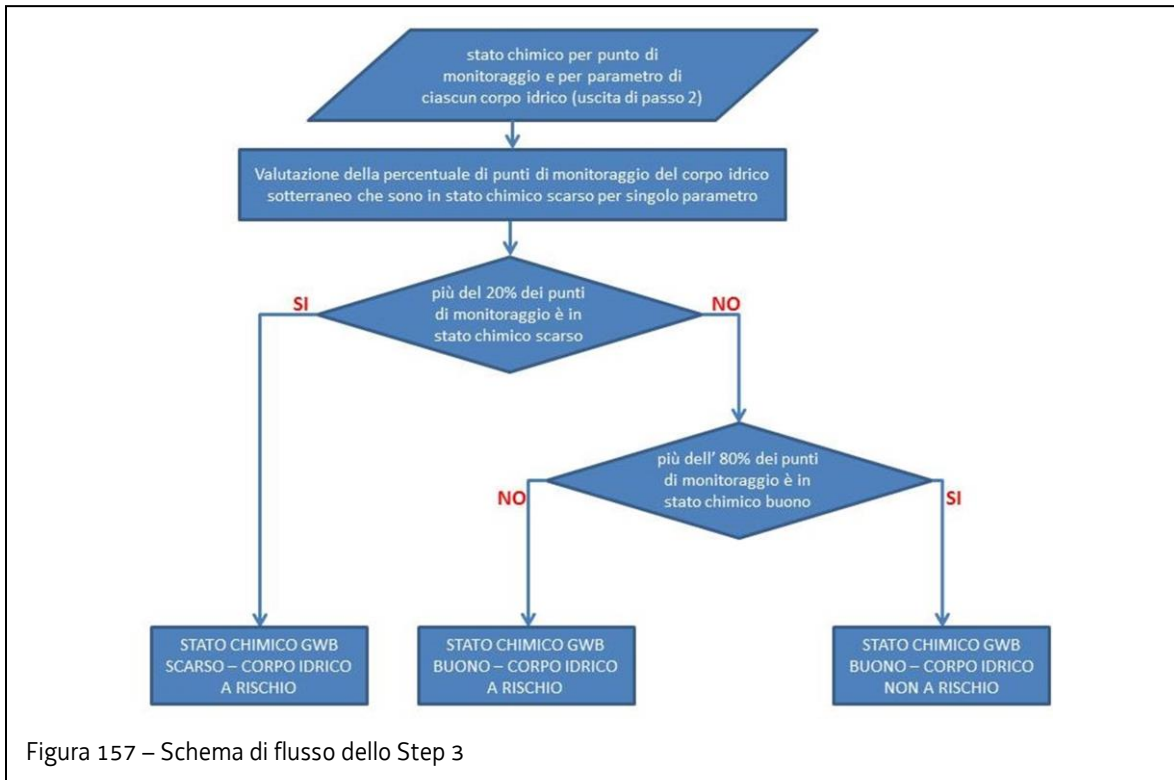 stato chimico per punto di
monitoraggio e per parametro di
ciascun corpo idrico (uscita di passo 2)
Valutazione della percentuale di punti di monitoraggio del corpo idrico
sotterraneo che sono in stato chimico scarso per singolo parametro
SI
più del 20% dei punti
di monitoraggio è in
stato chimico scarso
NO
più dell' 80% dei punti
di monitoraggio è in
stato chimico buono
NO
SI
STATO CHIMICO GWB
SCARSO – CORPO IDRICO
A RISCHIO
STATO CHIMICO GWB
BUONO – CORPO IDRICO
A RISCHIO
STATO CHIMICO GWB
BUONO – CORPO IDRICO
NON A RISCHIO
Figura 157 – Schema di flusso dello Step 3